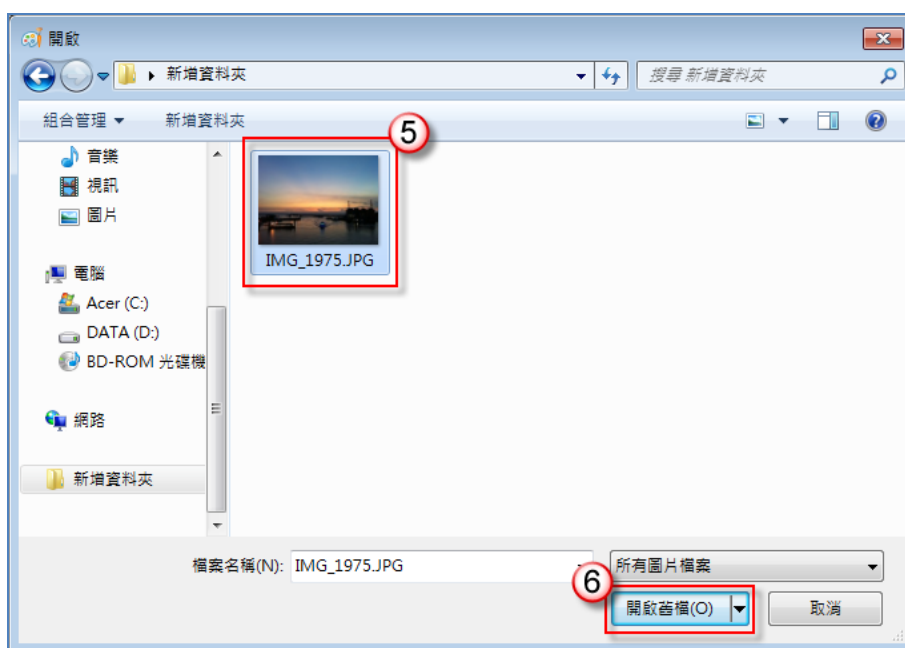 開啟
新增資料夾
搜尋 新增資料夾
組合管理
新增資料夾
5
音樂
視訊
圖片
IMG_1975.JPG
電腦
Acer (C:)
DATA (D:)
BD-ROM 光碟機
網路
新增資料夾
檔案名稱(N): IMG_1975.JPG
所有圖片檔案
6
開啟舊檔(O)
取消